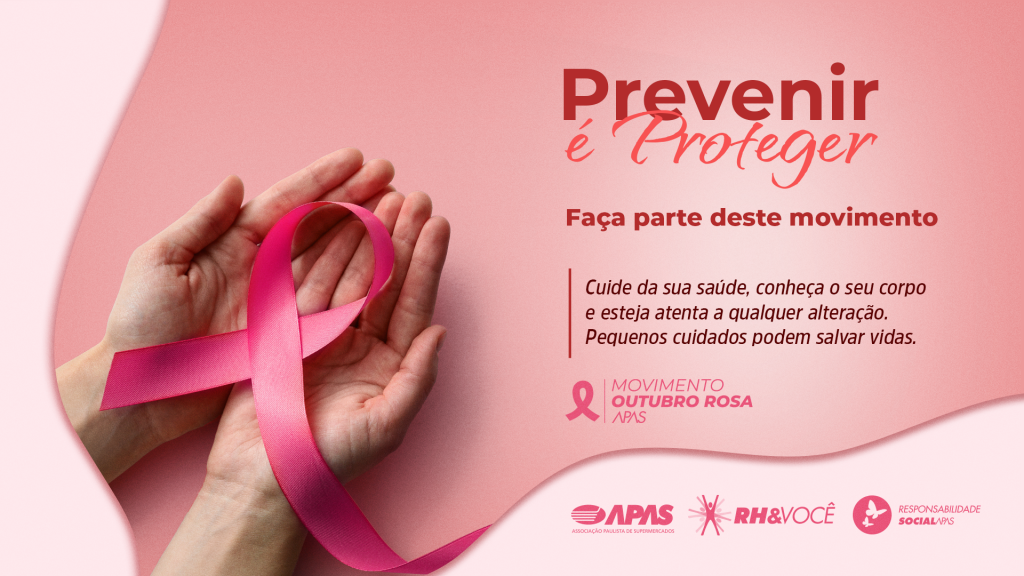 Prevenir
é Proteger
Faça parte deste movimento
Cuide da sua saúde, conheça o seu corpo
e esteja atenta a qualquer alteração.
Pequenos cuidados podem salvar vidas.
MOVIMENTO
OUTUBRO ROSA
APAS
APAS
ASSOCIAÇÃO PAULISTA DE SUPERMERCADOS
RH&VOCÊ
RESPONSABILIDADE
SOCIALAPAS